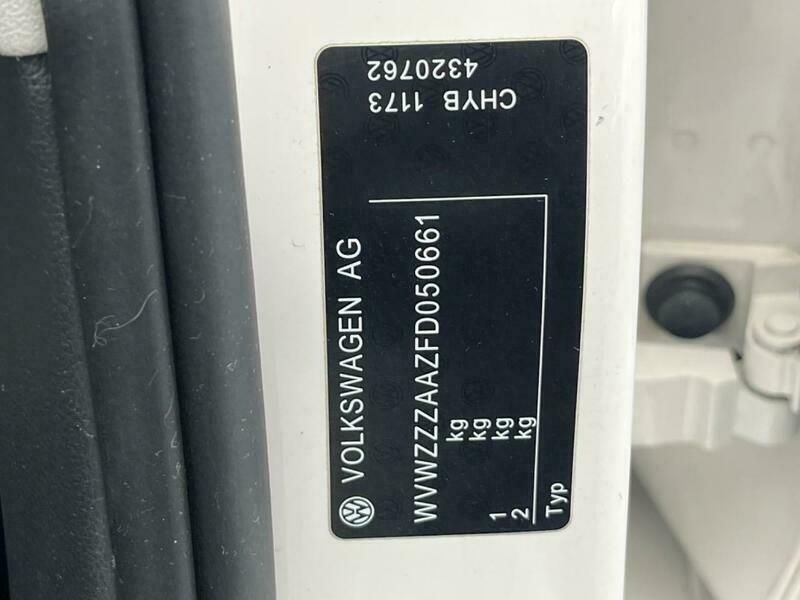 VOLKSWAGEN AG
WVWZZZAAZFD050661
kg
kg
1 kg
2 kg
Typ
CHYB 1173
4320762